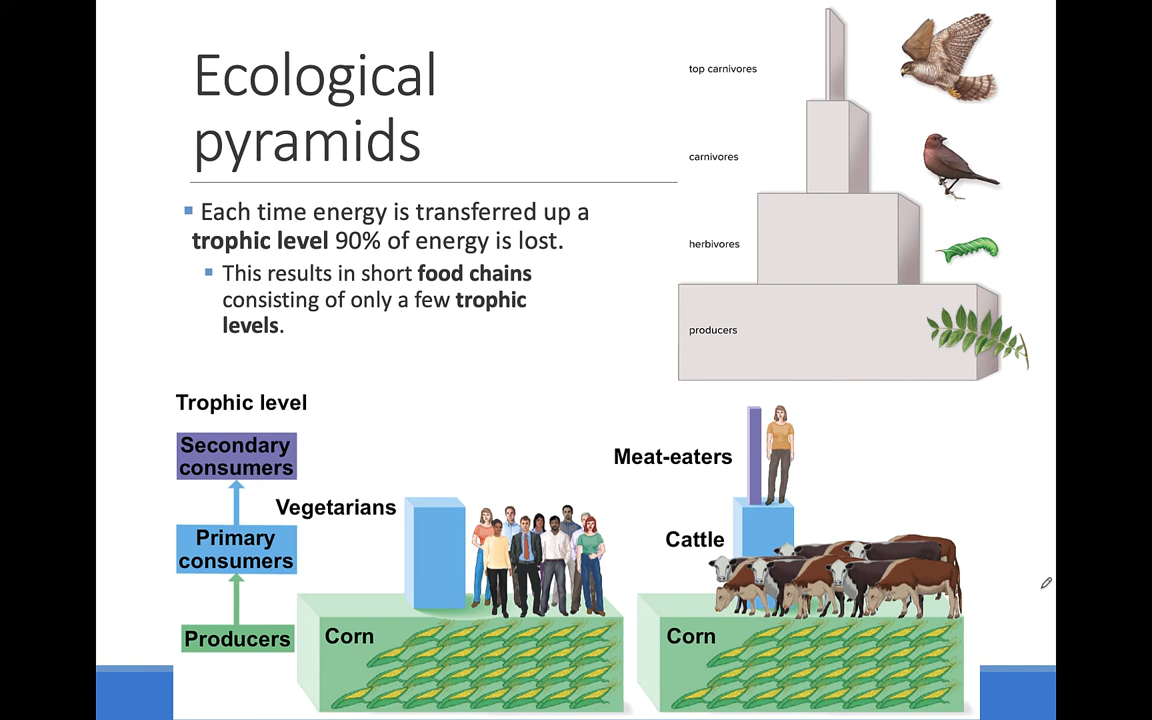 Ecological
pyramids
Each time energy is transferred up a
trophic level 90% of energy is lost.
This results in short food chains
consisting of only a few trophic
levels.
top carnivores
carnivores
herbivores
producers
Trophic level
Secondary
consumers
Primary
consumers
Producers
Vegetarians
Corn
Meat-eaters
Cattle
Corn